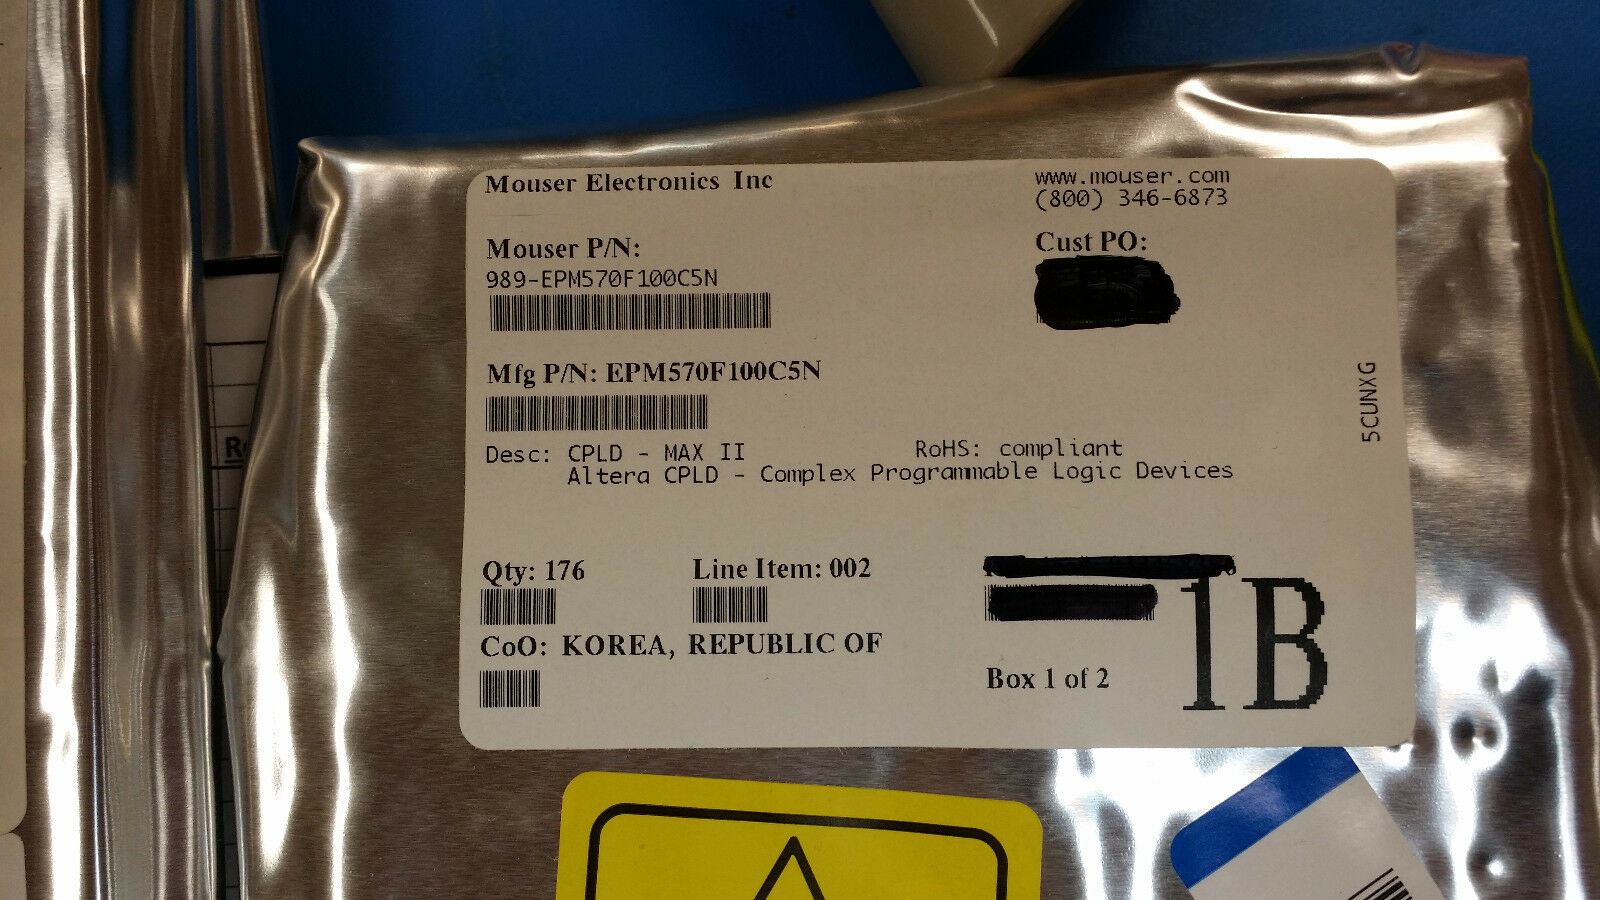 Mouser Electronics Inc
www.mouser.com
(800) 346-6873
Mouser P/N:
989-EPM570F100C5N
Cust PO:
Mfg P/N: EPM570F100C5N
5CUNXG
Desc: CPLD - MAX II RoHS: compliant
Altera CPLD - Complex Programmable Logic Devices
Qty: 176 Line Item: 002
CoO: KOREA, REPUBLIC OF
Box 1 of 2
1B